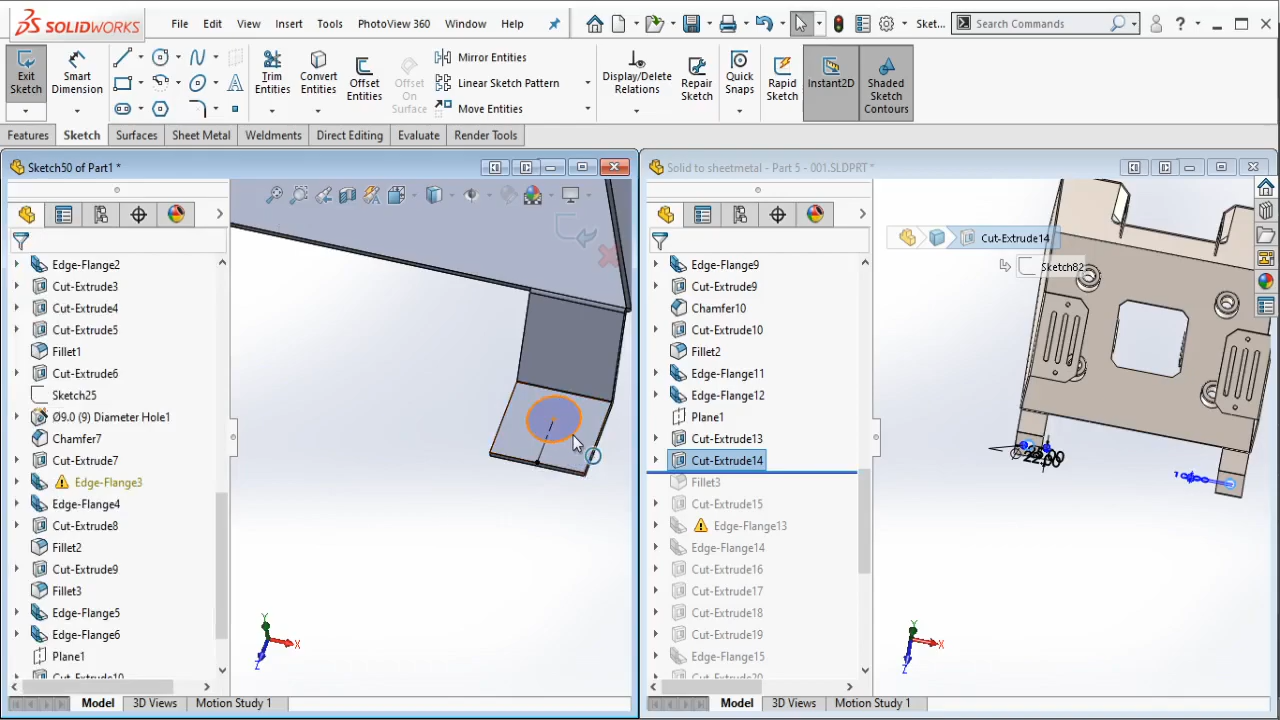 SOLIDWORKS
File
Edit
View
Insert
Tools
PhotoView 360
Window
Help
Sket...
Search Commands
Exit Sketch
Smart Dimension
Trim Entities
Convert Entities
Offset Entities
Offset On Surface
Mirror Entities
Linear Sketch Pattern
Move Entities
Display/Delete Relations
Repair Sketch
Quick Snaps
Rapid Sketch
Instant2D
Shaded Sketch Contours
Features
Sketch
Surfaces
Sheet Metal
Weldments
Direct Editing
Evaluate
Render Tools
Sketch50 of Part1 *
Edge-Flange2
Cut-Extrude3
Cut-Extrude4
Cut-Extrude5
Fillet1
Cut-Extrude6
Sketch25
Ø9.0 (9) Diameter Hole1
Chamfer7
Cut-Extrude7
Edge-Flange3
Edge-Flange4
Cut-Extrude8
Fillet2
Cut-Extrude9
Fillet3
Edge-Flange5
Edge-Flange6
Plane1
Y
X
Z
Model
3D Views
Motion Study 1
Solid to sheetmetal - Part 5 - 001.SLDPRT *
Edge-Flange9
Cut-Extrude9
Chamfer10
Cut-Extrude10
Fillet2
Edge-Flange11
Edge-Flange12
Plane1
Cut-Extrude13
Cut-Extrude14
Fillet3
Cut-Extrude15
Edge-Flange13
Edge-Flange14
Cut-Extrude16
Cut-Extrude17
Cut-Extrude18
Cut-Extrude19
Edge-Flange15
Cut-Extrude20
Cut-Extrude14
Sketch82
Y
X
Z
Model
3D Views
Motion Study 1